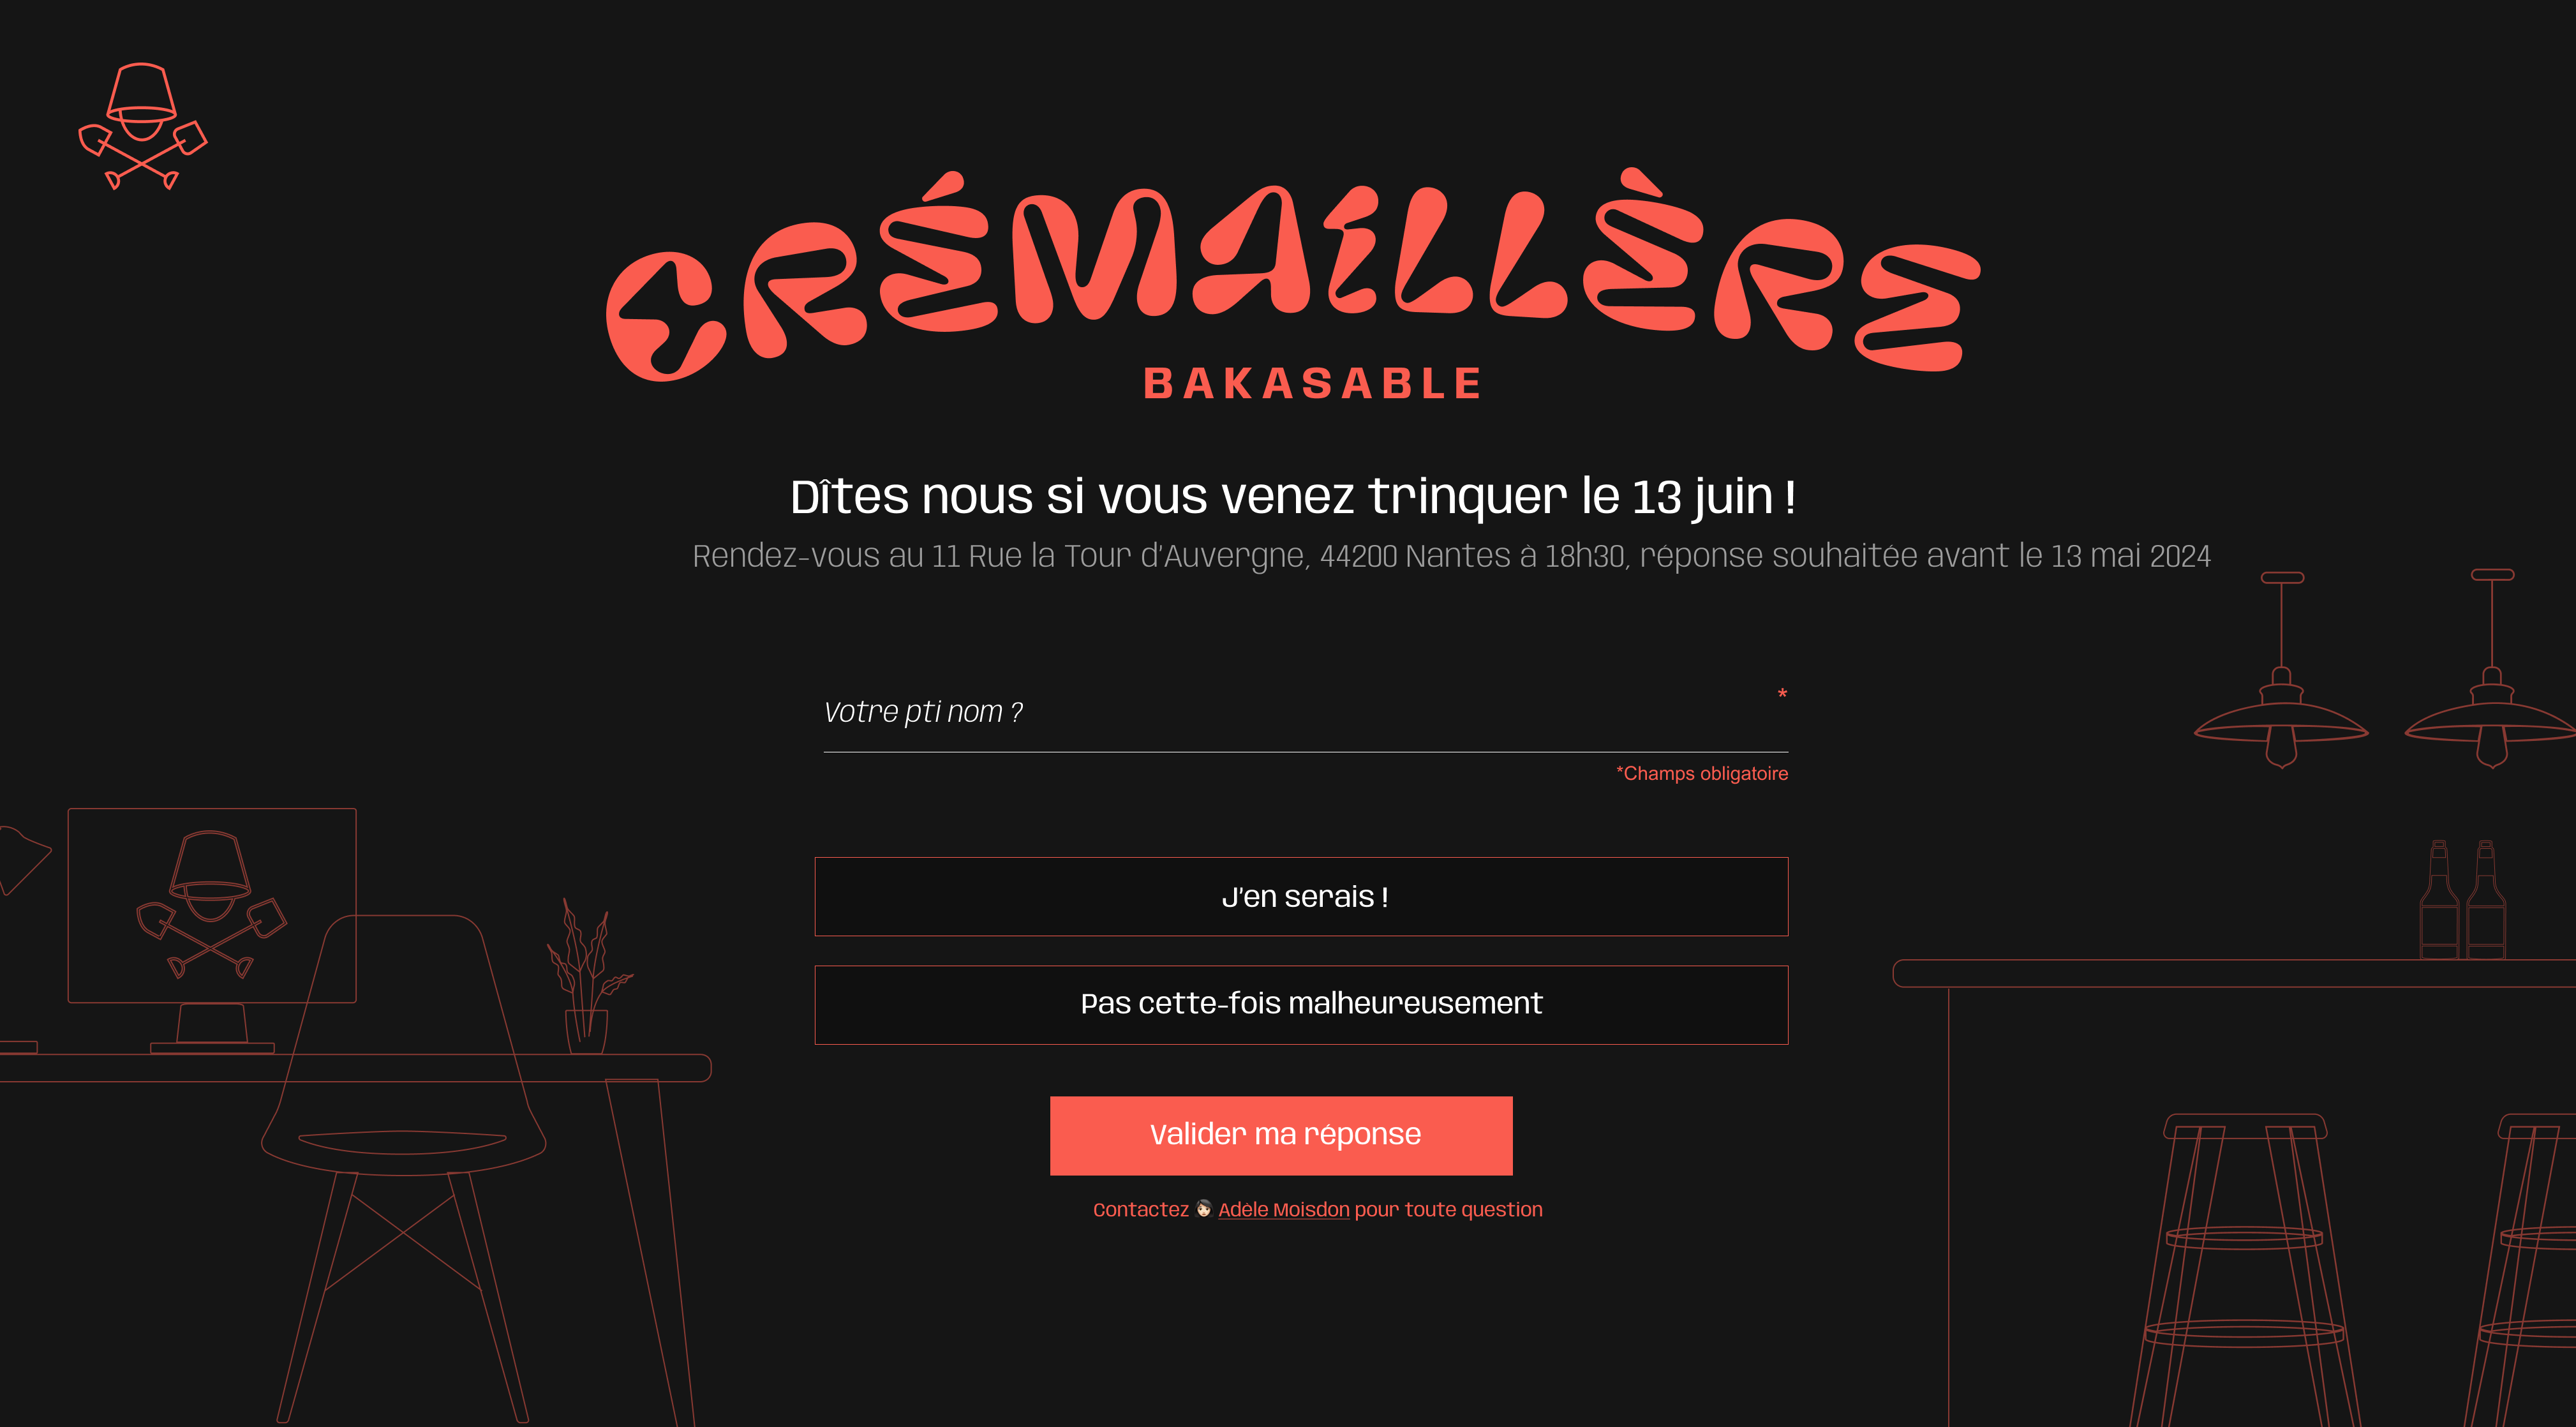 CRÉMAiLLÈRE
BAKASABLE
Dîtes nous si vous venez trinquer le 13 juin !
Rendez-vous au 11 Rue la Tour d'Auvergne, 44200 Nantes à 18h30, réponse souhaitée avant le 13 mai 2024
Votre pti nom ? *
*Champs obligatoire
J'en serais !
Pas cette-fois malheureusement
Valider ma réponse
Contactez 👩🏻 Adèle Moisdon pour toute question